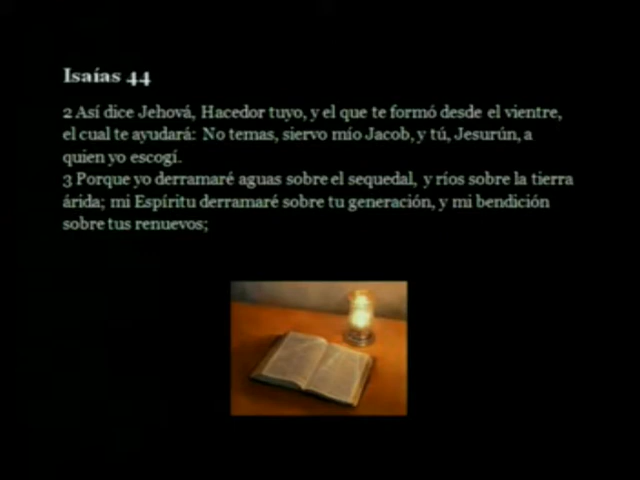 Isaías 44
2 Así dice Jehová, Hacedor tuyo, y el que te formó desde el vientre,
el cual te ayudará: No temas, siervo mío Jacob, y tú, Jesurún, a
quien yo escogí.
3 Porque yo derramaré aguas sobre el sequedal, y ríos sobre la tierra
árida; mi Espíritu derramaré sobre tu generación, y mi bendición
sobre tus renuevos;